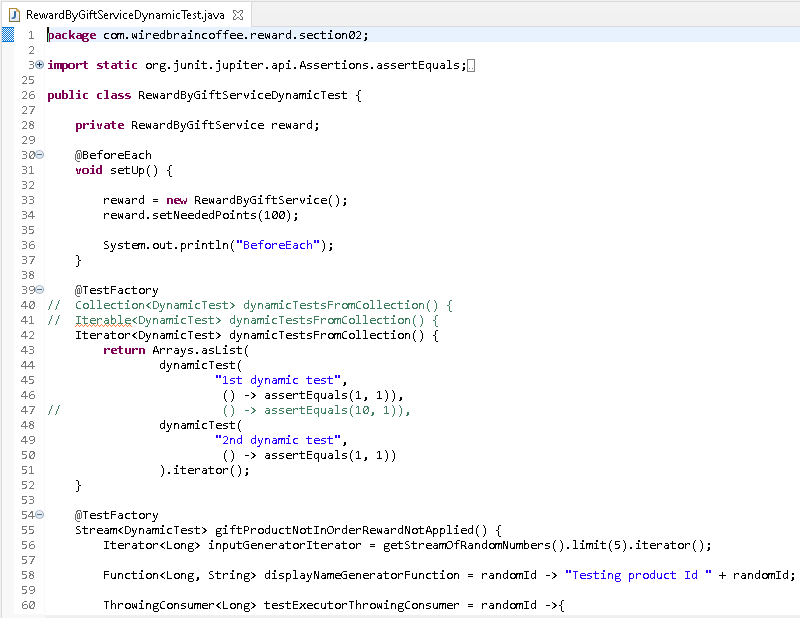 RewardByGiftServiceDynamicTest.java
1 package com.wiredbraincoffee.reward.section02;
2
3 import static org.junit.jupiter.api.Assertions.assertEquals;
25
26 public class RewardByGiftServiceDynamicTest {
27
28     private RewardByGiftService reward;
29
30     @BeforeEach
31     void setUp() {
32
33         reward = new RewardByGiftService();
34         reward.setNeededPoints(100);
35
36         System.out.println("BeforeEach");
37     }
38
39     @TestFactory
40 //  Collection<DynamicTest> dynamicTestsFromCollection() {
41 //  Iterable<DynamicTest> dynamicTestsFromCollection() {
42     Iterator<DynamicTest> dynamicTestsFromCollection() {
43         return Arrays.asList(
44                 dynamicTest(
45                         "1st dynamic test",
46                          () -> assertEquals(1, 1)),
47 //                       () -> assertEquals(10, 1)),
48                 dynamicTest(
49                         "2nd dynamic test",
50                          () -> assertEquals(1, 1))
51                 ).iterator();
52     }
53
54     @TestFactory
55     Stream<DynamicTest> giftProductNotInOrderRewardNotApplied() {
56         Iterator<Long> inputGeneratorIterator = getStreamOfRandomNumbers().limit(5).iterator();
57
58         Function<Long, String> displayNameGeneratorFunction = randomId -> "Testing product Id " + randomId;
59
60         ThrowingConsumer<Long> testExecutorThrowingConsumer = randomId ->{